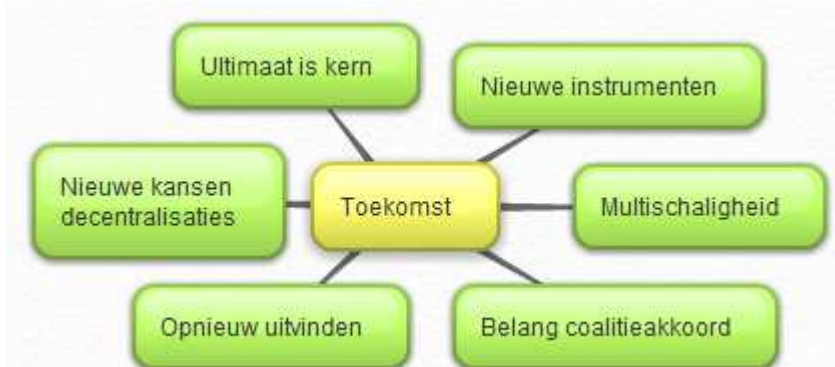 Ultimaat is kern
Nieuwe instrumenten
Nieuwe kansen
decentralisaties
Toekomst
Multischaligheid
Opnieuw uitvinden
Belang coalitieakkoord